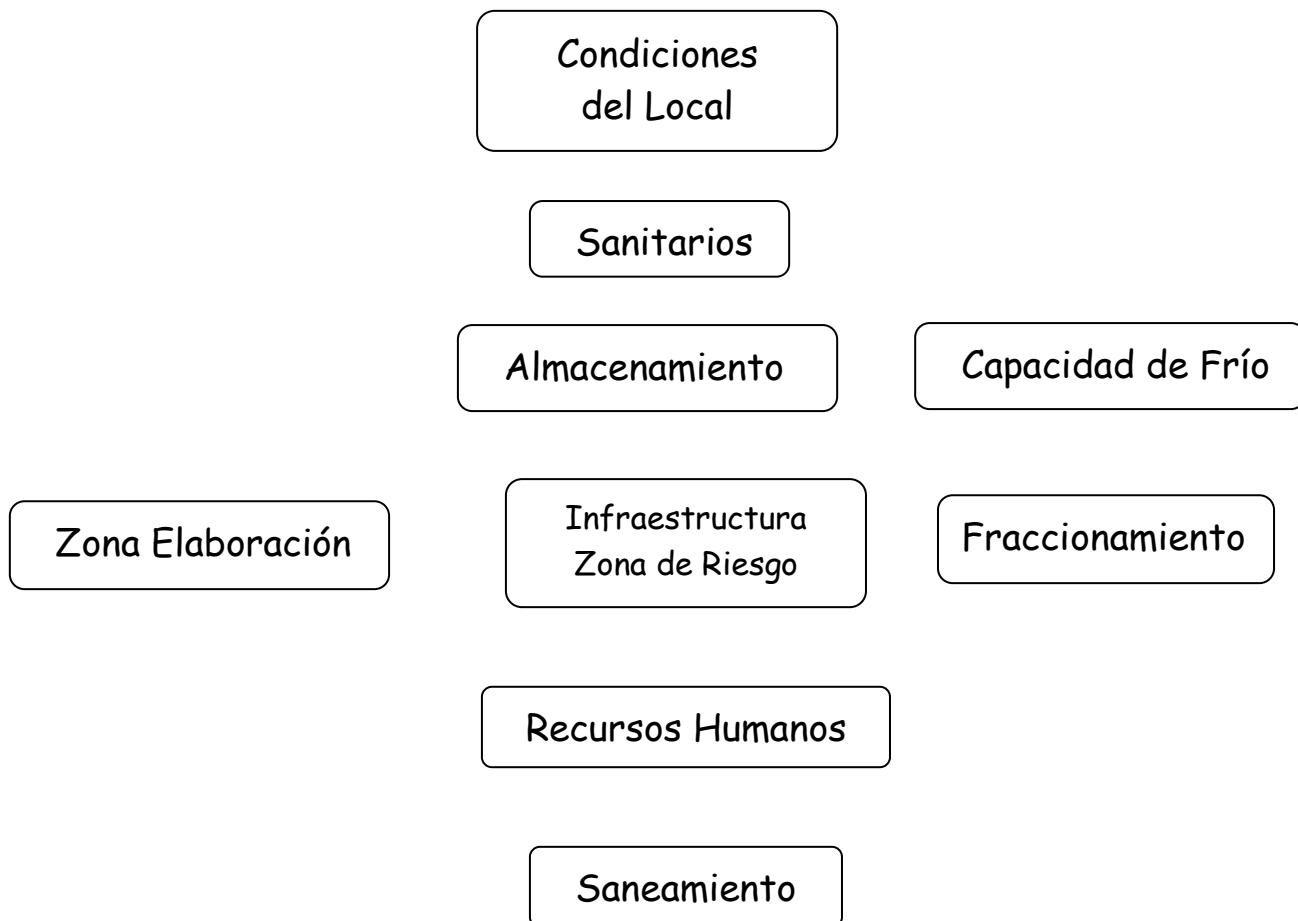 Condiciones
del Local
Sanitarios
Almacenamiento
Capacidad de Frío
Zona Elaboración
Infraestructura
Zona de Riesgo
Fraccionamiento
Recursos Humanos
Saneamiento